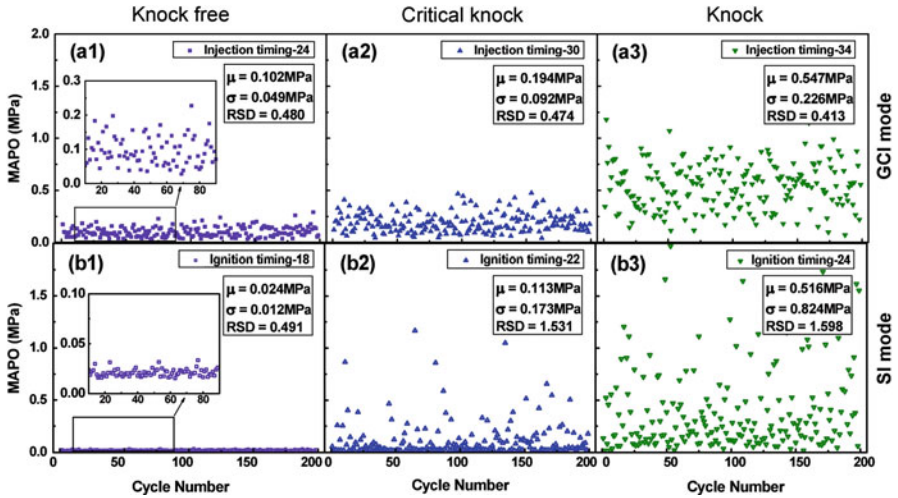 Knock free
Critical knock
Knock
2.0
1.5
1.0
0.5
0.0
MAPO (MPa)
(a1)
Injection timing-24
μ = 0.102MPa
σ = 0.049MPa
RSD = 0.480
0.3
0.2
0.1
0.0
20 40 60 80
(a2)
Injection timing-30
μ = 0.194MPa
σ = 0.092MPa
RSD = 0.474
(a3)
Injection timing-34
μ = 0.547MPa
σ = 0.226MPa
RSD = 0.413
GCI mode
1.5
1.0
0.5
0.0
MAPO (MPa)
(b1)
Ignition timing-18
μ = 0.024MPa
σ = 0.012MPa
RSD = 0.491
0.10
0.05
0.00
20 40 60 80
(b2)
Ignition timing-22
μ = 0.113MPa
σ = 0.173MPa
RSD = 1.531
(b3)
Ignition timing-24
μ = 0.516MPa
σ = 0.824MPa
RSD = 1.598
SI mode
0 50 100 150 200
0 50 100 150 200
0 50 100 150 200
Cycle Number
Cycle Number
Cycle Number